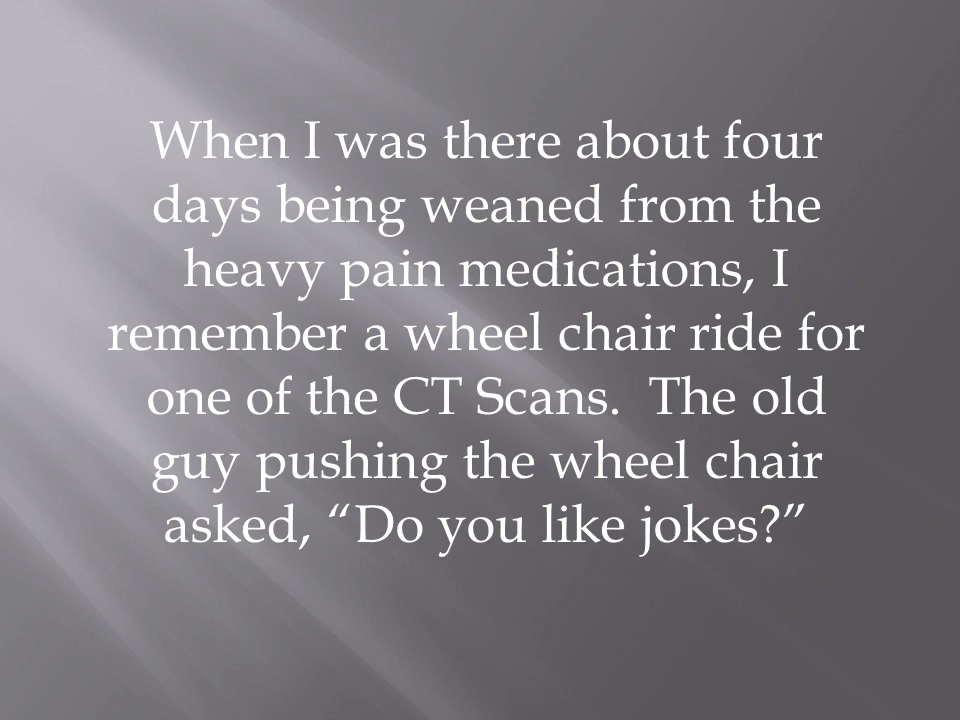 When I was there about four
days being weaned from the
heavy pain medications, I
remember a wheel chair ride for
one of the CT Scans.  The old
guy pushing the wheel chair
asked, “Do you like jokes?”